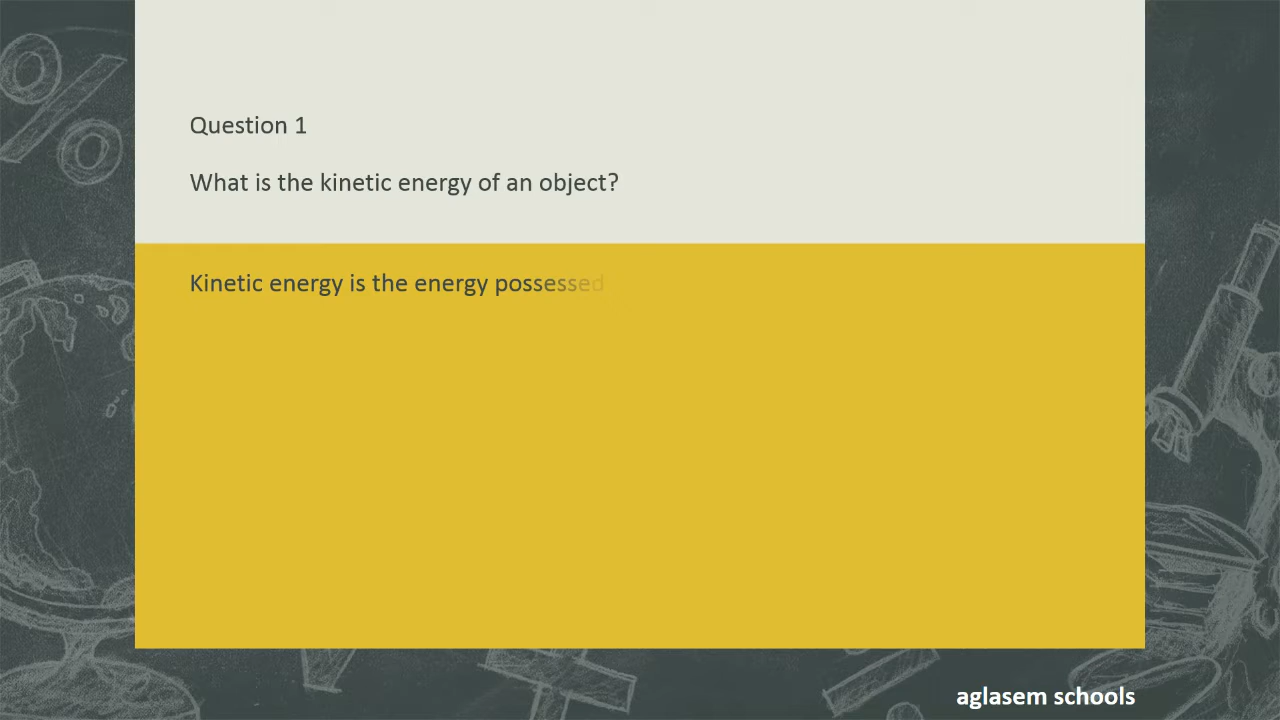 Question 1
What is the kinetic energy of an object?
Kinetic energy is the energy possessed
aglasem schools